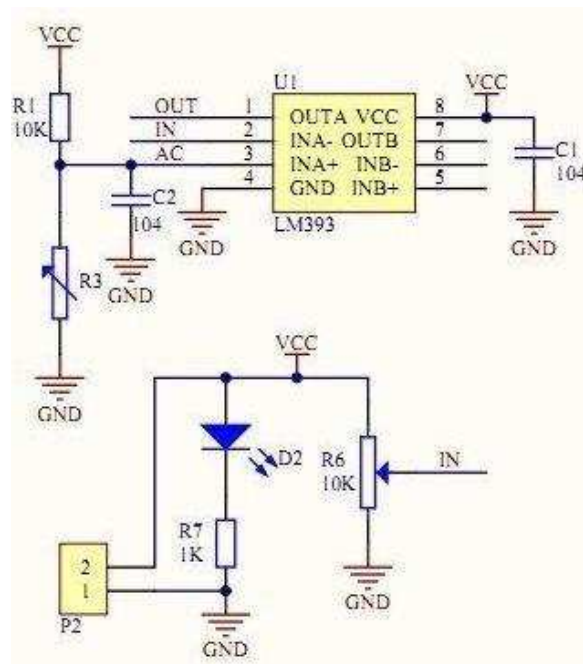 VCC
R1
10K
OUT
IN
AC
C2
104
GND
R3
GND
GND
U1
1
2
3
4
OUTA VCC
INA- OUTB
INA+ INB-
GND INB+
LM393
8
7
6
5
VCC
C1
104
GND
VCC
D2
R7
1K
R6
10K
IN
GND
2
1
P2
GND